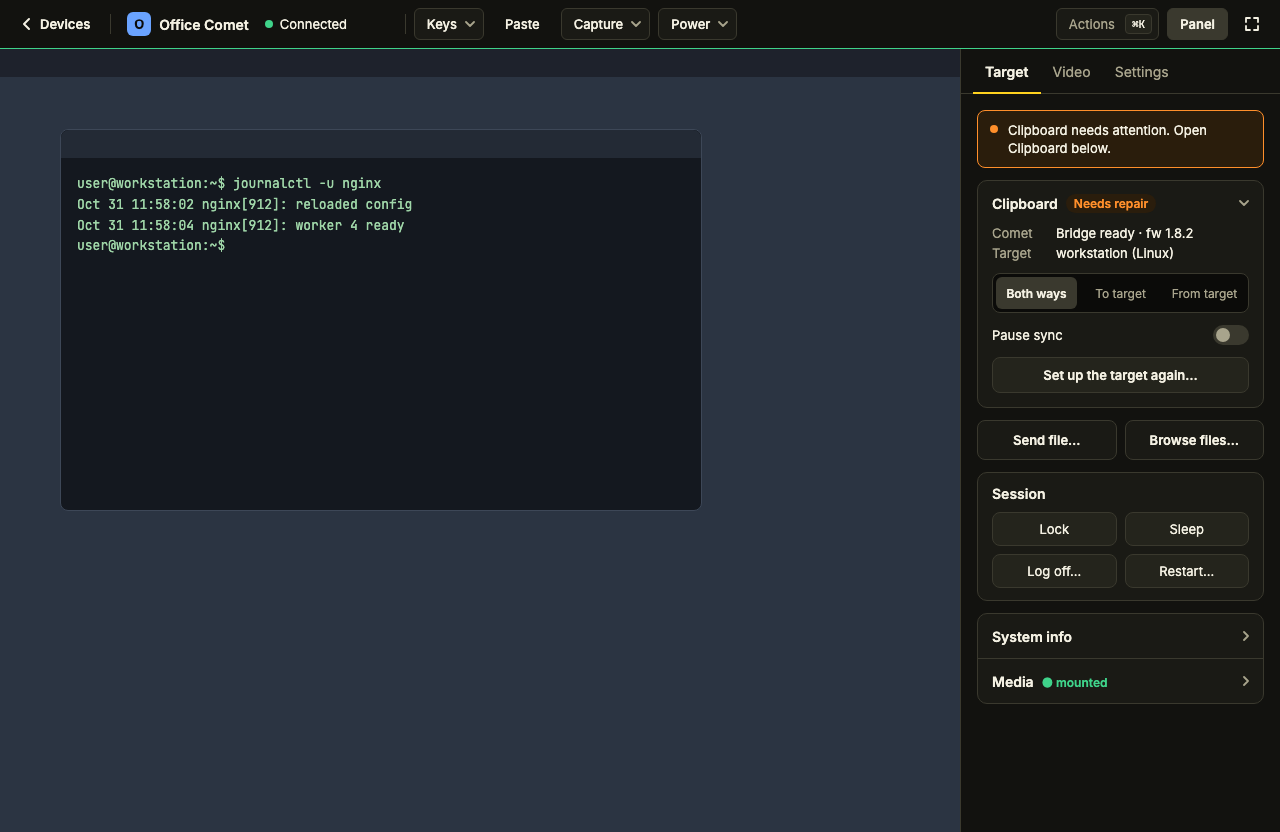 Devices
O Office Comet Connected Keys Paste Capture Power Actions ⌘K Panel
Target Video Settings
Clipboard needs attention. Open
Clipboard below.
user@workstation:~$ journalctl -u nginx
Oct 31 11:58:02 nginx[912]: reloaded config
Oct 31 11:58:04 nginx[912]: worker 4 ready
user@workstation:~$
Clipboard Needs repair
Comet Bridge ready · fw 1.8.2
Target workstation (Linux)
Both ways To target From target
Pause sync
Set up the target again...
Send file... Browse files...
Session
Lock Sleep
Log off... Restart...
System info
Media mounted